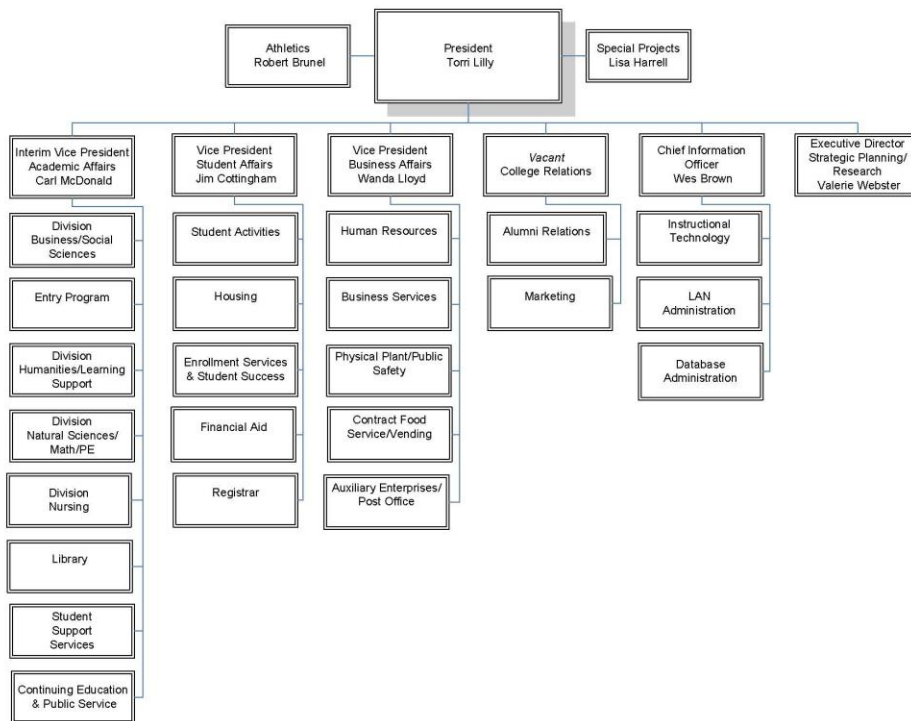 Athletics
Robert Brunel
President
Torri Lilly
Special Projects
Lisa Harrell
Interim Vice President
Academic Affairs
Carl McDonald
Vice President
Student Affairs
Jim Cottingham
Vice President
Business Affairs
Wanda Lloyd
Vacant
College Relations
Chief Information
Officer
Wes Brown
Executive Director
Strategic Planning/
Research
Valerie Webster
Division
Business/Social
Sciences
Entry Program
Division
Humanities/Learning
Support
Division
Natural Sciences/
Math/PE
Division
Nursing
Library
Student
Support
Services
Continuing Education
& Public Service
Student Activities
Housing
Enrollment Services
& Student Success
Financial Aid
Registrar
Human Resources
Business Services
Physical Plant/Public
Safety
Contract Food
Service/Vending
Auxiliary Enterprises/
Post Office
Alumni Relations
Marketing
Instructional
Technology
LAN
Administration
Database
Administration